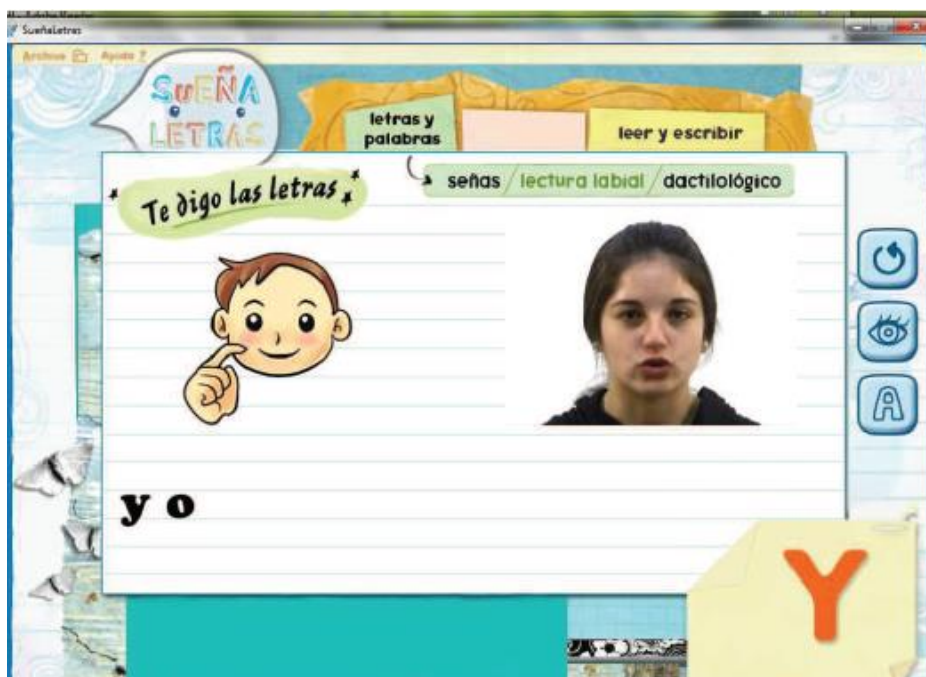 SueñaLetras
Archivo Ayuda ?
SUEÑA
LETRAS
letras y
palabras
leer y escribir
señas / lectura labial / dactilológico
Te digo las letras
A
y o
Y